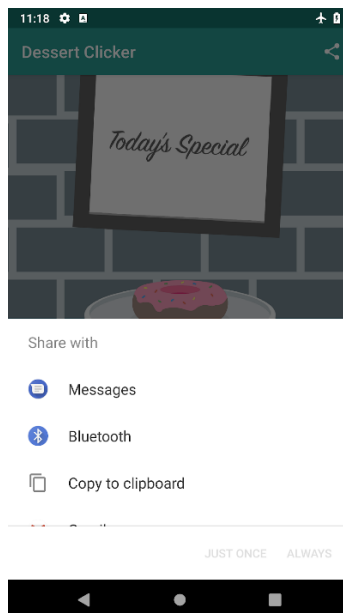 11:18
Dessert Clicker
Today's Special
Share with
Messages
Bluetooth
Copy to clipboard
JUST ONCE ALWAYS